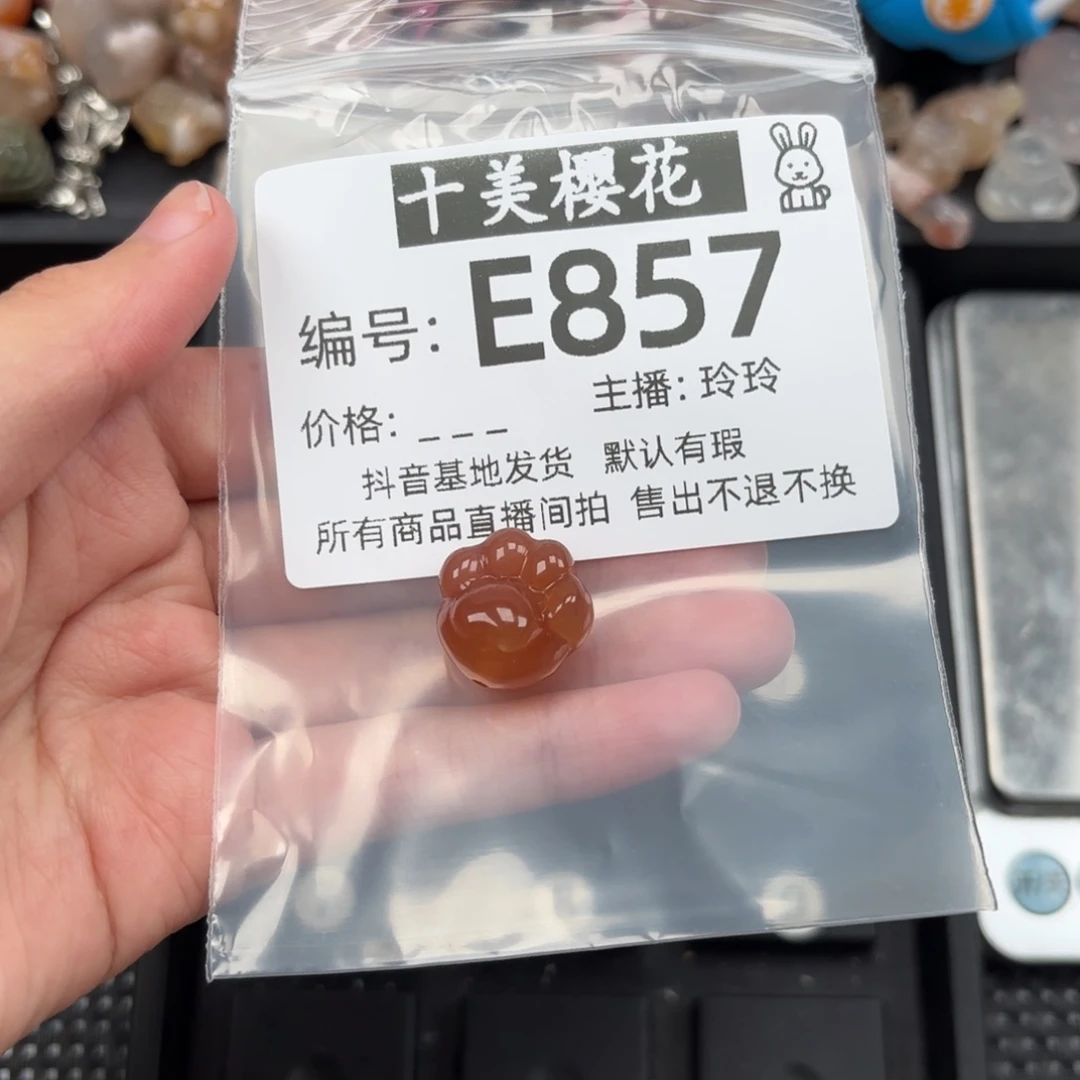 十美樱花
编号: E857
主播: 玲玲
价格: _ _ _
抖音基地发货 默认有瑕
所有商品直播间拍 售出不退不换